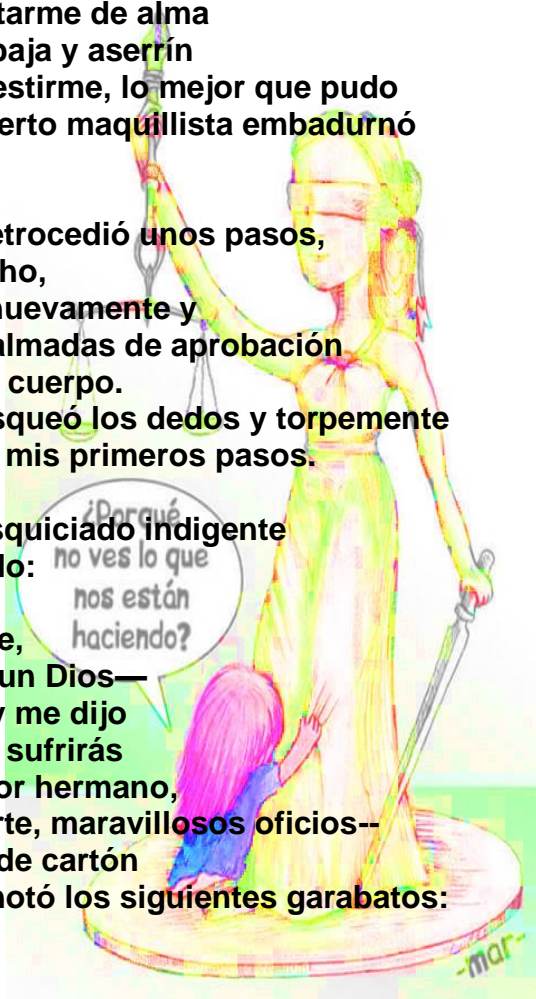 tarme de alma
paja y aserrín
estirme, lo mejor que pudo
erto maquillista embadurnó
etrocedió unos pasos,
ho,
nuevamente y
almadas de aprobación
cuerpo.
squeó los dedos y torpemente
mis primeros pasos.
squiciado indigente
lo:
¿Porqué
no ves lo que
nos están
haciendo?
e,
un Dios—
y me dijo
sufrirás
or hermano,
rte, maravillosos oficios--
de cartón
notó los siguientes garabatos:
-mar-